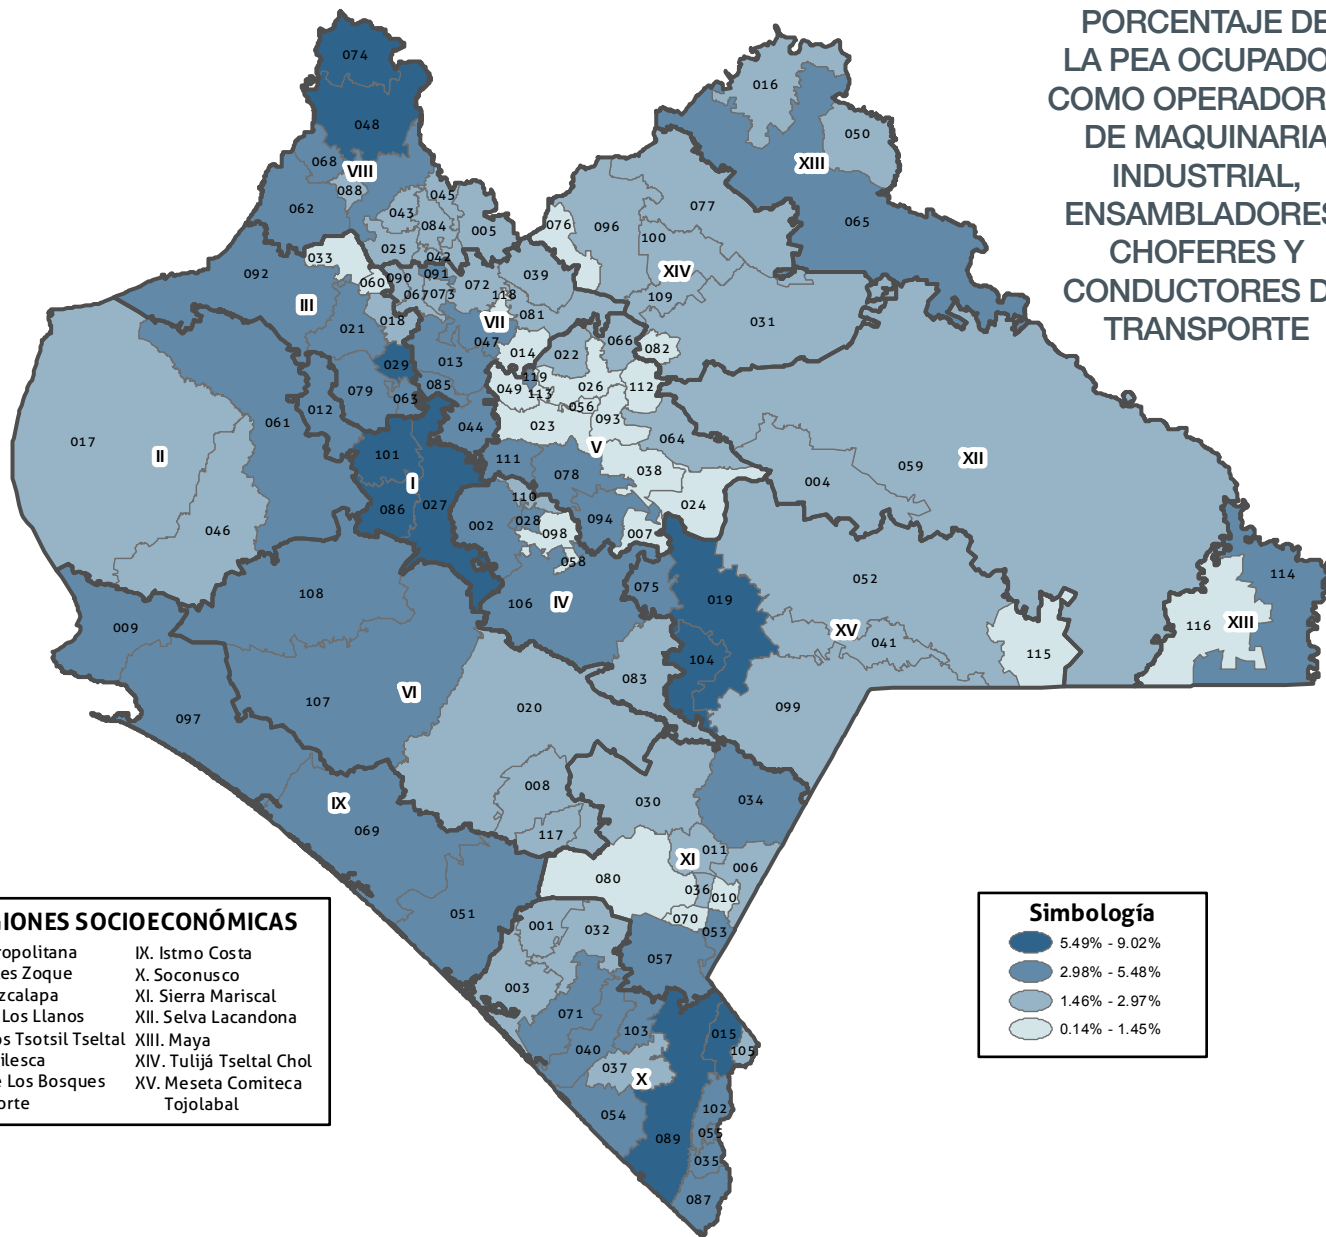 PORCENTAJE DE
LA PEA OCUPADO
COMO OPERADOR
DE MAQUINARIA
INDUSTRIAL,
ENSAMBLADORES
CHOFERES Y
CONDUCTORES D
TRANSPORTE
074
016
048
050
068
VIII
XIII
088
045
062
043
077
084
005
076
096
065
025
100
033
042
092
060
090
091
039
XIV
072
067
073
118
109
III
018
081
VII
031
021
047
066
014
022
082
013
029
119
026
112
079
085
049
113
063
056
012
093
061
044
023
064
017
V
II
101
111
XII
038
059
078
I
004
027
110
024
086
094
002
028
046
098
007
058
114
052
075
108
019
106
IV
116
XIII
009
XV
041
115
104
083
VI
107
020
099
097
008
030
034
IX
069
117
011
XI
006
080
036
010
051
070
001
032
053
057
003
071
103
015
040
105
037
X
054
102
089
055
035
087
GIONES SOCIOECONÓMICAS
ropolitana
IX. Istmo Costa
es Zoque
X. Soconusco
zcalapa
XI. Sierra Mariscal
Los Llanos
XII. Selva Lacandona
os Tsotsil Tseltal
XIII. Maya
ilesca
XIV. Tulijá Tseltal Chol
e Los Bosques
XV. Meseta Comiteca
orte
Tojolabal
Simbología
5.49% - 9.02%
2.98% - 5.48%
1.46% - 2.97%
0.14% - 1.45%